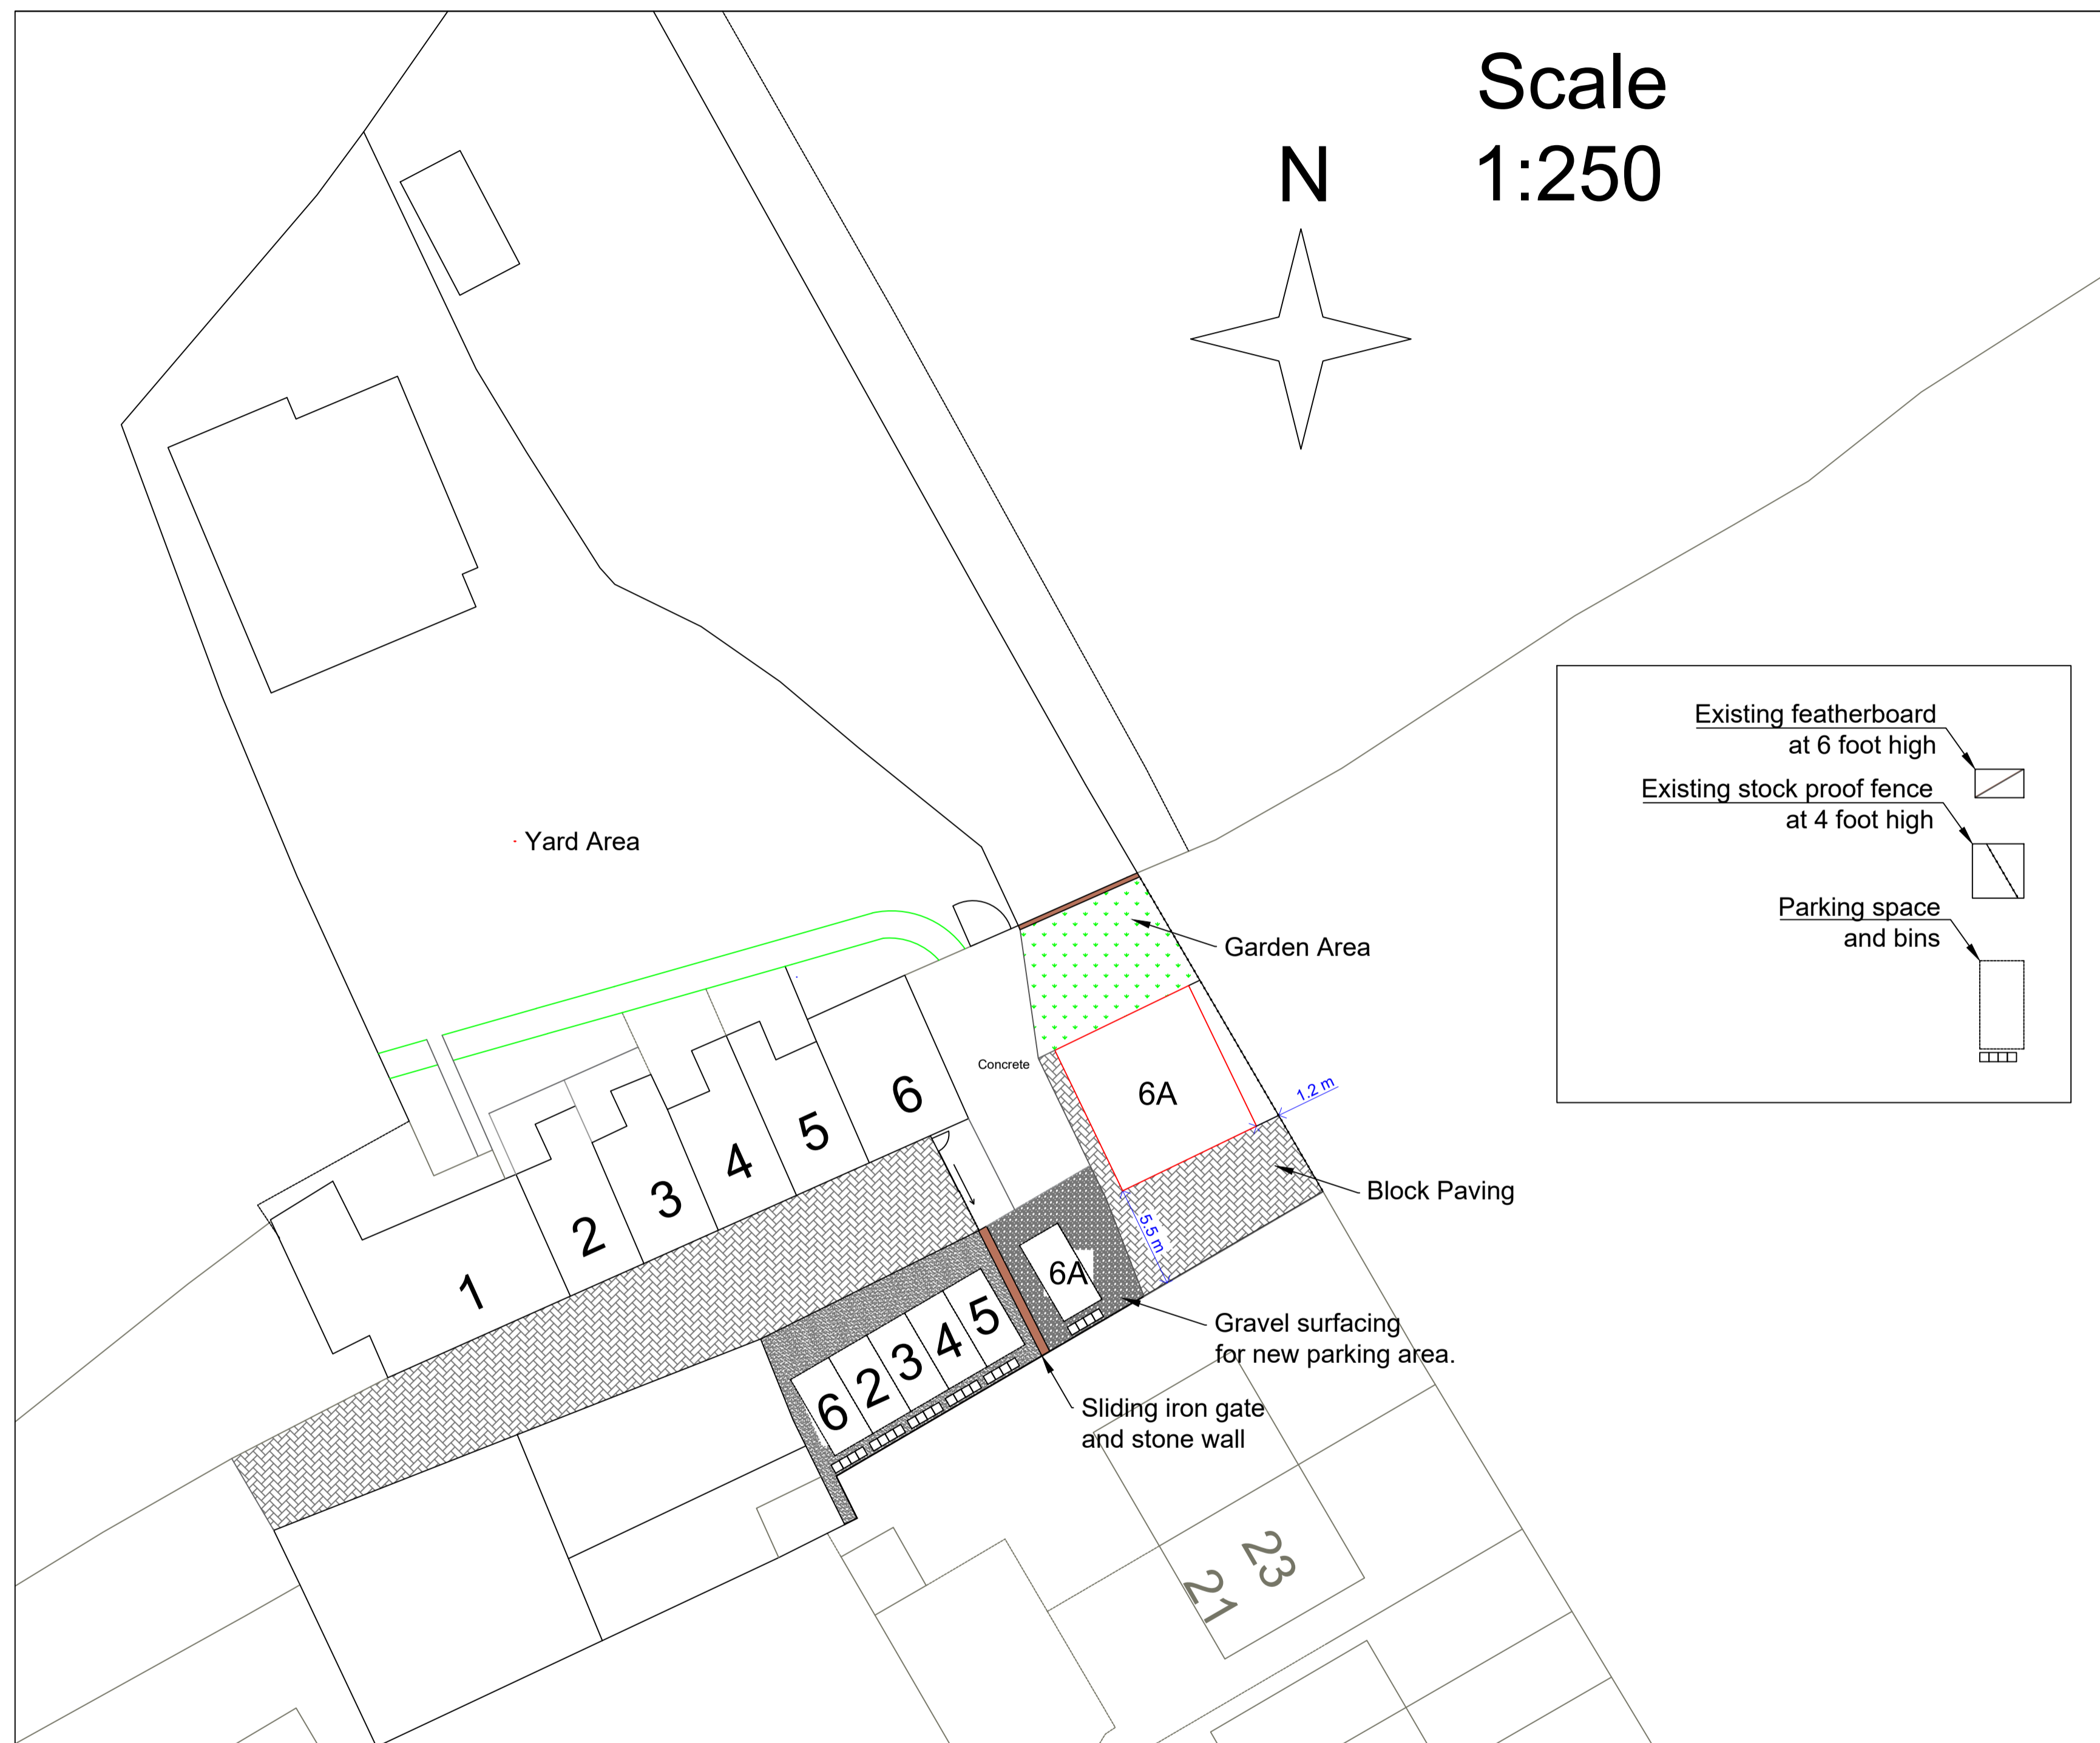 Scale
1:250
N
Existing featherboard
at 6 foot high
Existing stock proof fence
at 4 foot high
Parking space
and bins
Yard Area
Garden Area
Concrete
6A
1.2 m
6
5
4
3
2
1
Block Paving
5.5 m
6A
Gravel surfacing
for new parking area.
6
2
3
4
5
Sliding iron gate
and stone wall
23
21